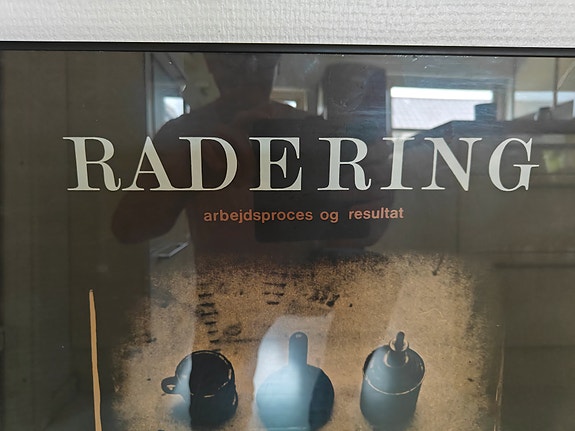 RADERING
arbejdsproces og resultat